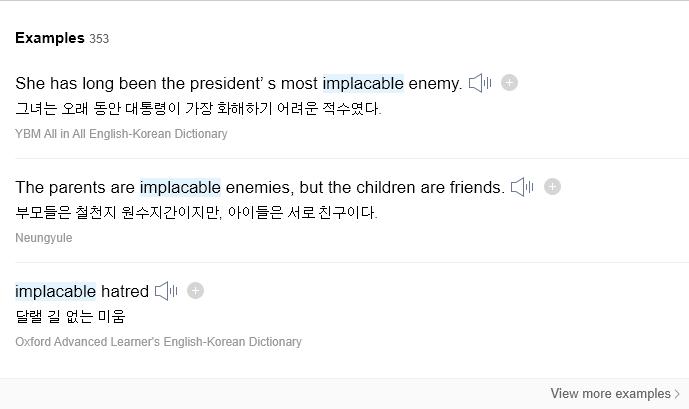 Examples 353
She has long been the president’ s most implacable enemy.
그녀는 오래 동안 대통령이 가장 화해하기 어려운 적수였다.
YBM All in All English-Korean Dictionary
The parents are implacable enemies, but the children are friends.
부모들은 철천지 원수지간이지만, 아이들은 서로 친구이다.
Neungyule
implacable hatred
달랠 길 없는 미움
Oxford Advanced Learner's English-Korean Dictionary
View more examples